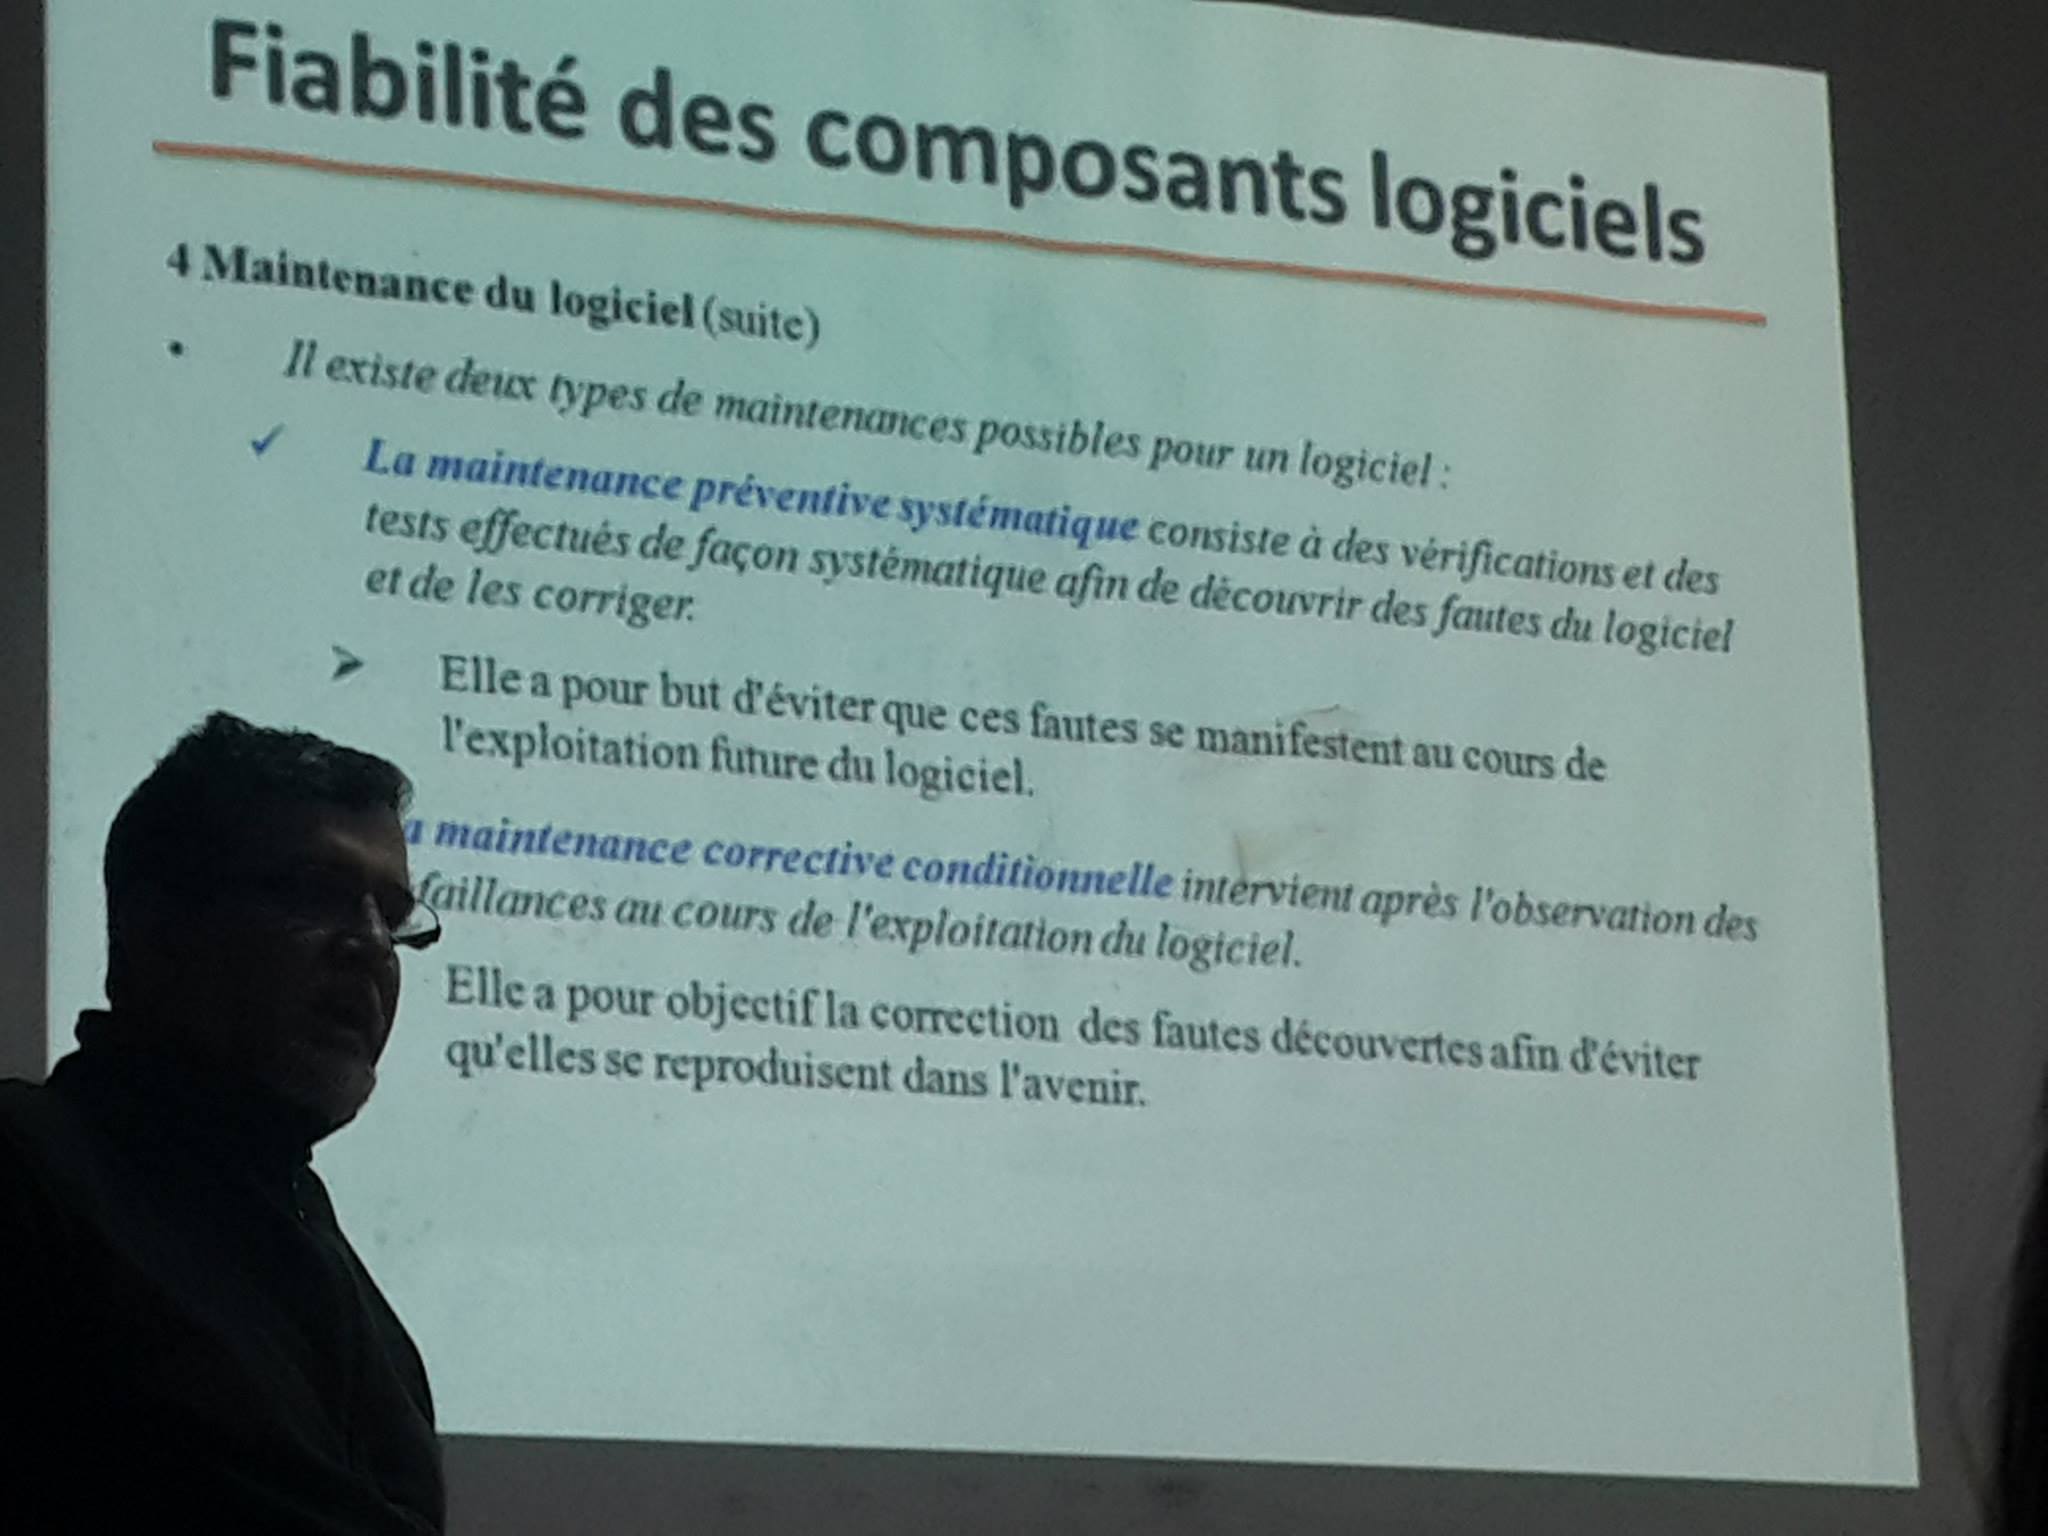 Fiabilité des composants logiciels
4 Maintenance du logiciel (suite)
• Il existe deux types de maintenances possibles pour un logiciel :
✓ La maintenance préventive systématique consiste à des vérifications et des
tests effectués de façon systématique afin de découvrir des fautes du logiciel
et de les corriger.
➢ Elle a pour but d'éviter que ces fautes se manifestent au cours de
l'exploitation future du logiciel.
a maintenance corrective conditionnelle intervient après l'observation des
faillances au cours de l'exploitation du logiciel.
Elle a pour objectif la correction des fautes découvertes afin d'éviter
qu'elles se reproduisent dans l'avenir.